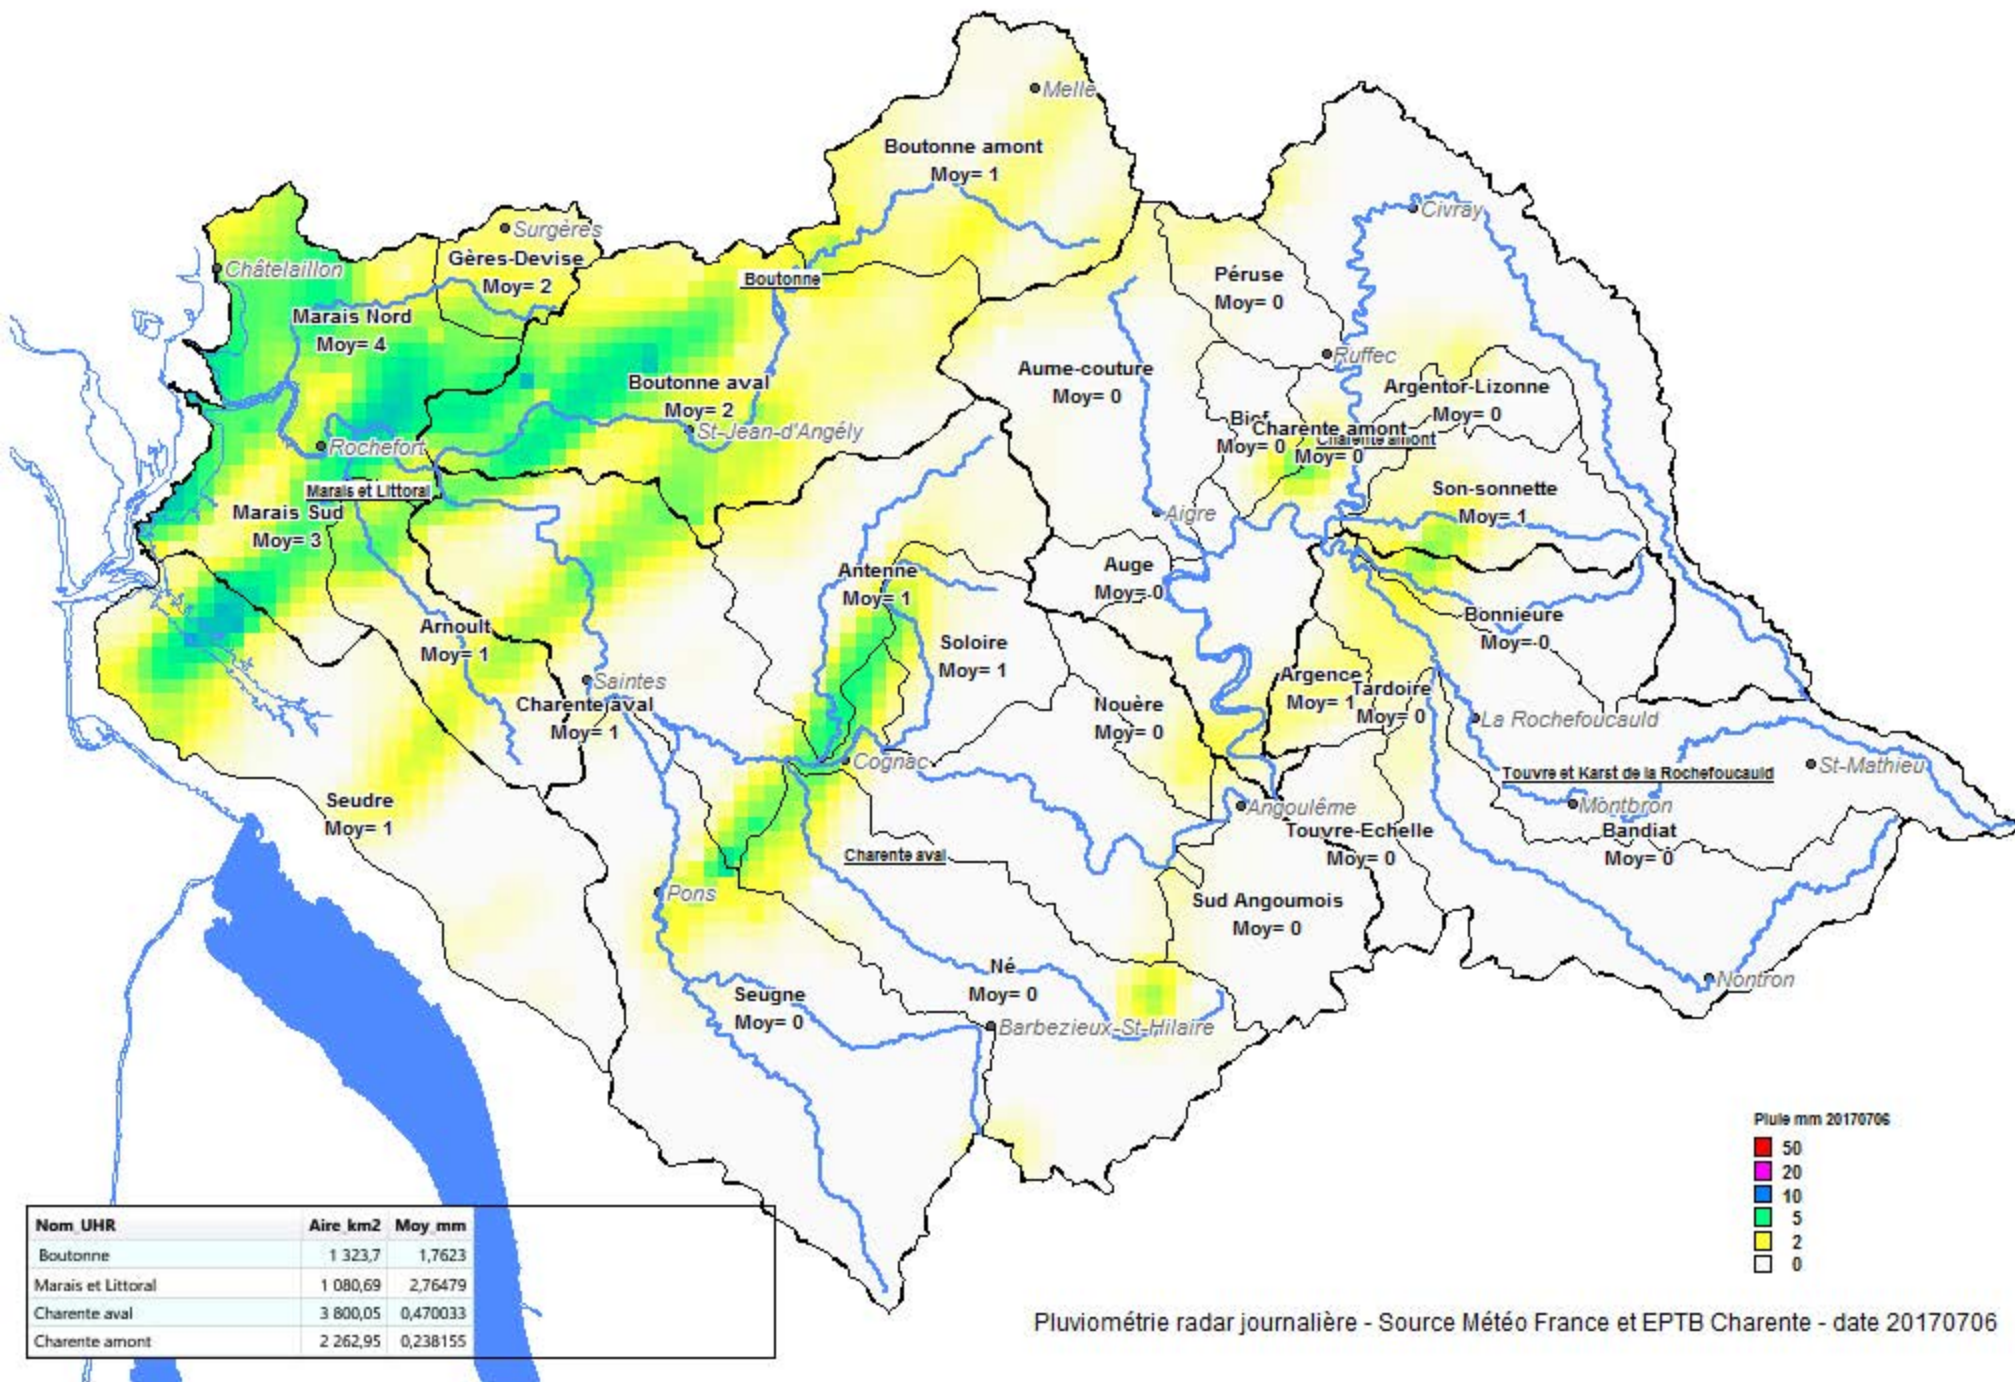 Melle
Boutonne amont
Moy= 1
Civray
Surgères
Gères-Devise
Moy= 2
Châtelaillon
Boutonne
Péruse
Moy= 0
Marais Nord
Moy= 4
Ruffec
Aume-couture
Moy= 0
Boutonne aval
Moy= 2
Argentor-Lizonne
Moy= 0
St-Jean-d'Angély
Bief
Moy= 0
Charente amont
Moy= 0
Charente amont
Rochefort
Marais et Littoral
Marais Sud
Moy= 3
Son-sonnette
Moy= 1
Aigre
Antenne
Moy= 1
Auge
Moy= 0
Arnoult
Moy= 1
Soloire
Moy= 1
Bonnieure
Moy= 0
Saintes
Charente aval
Moy= 1
Nouère
Moy= 0
Argence
Moy= 1
Tardoire
Moy= 0
La Rochefoucauld
Cognac
Touvre et Karst de la Rochefoucauld
St-Mathieu
Seudre
Moy= 1
Angoulême
Montbron
Touvre-Echelle
Moy= 0
Bandiat
Moy= 0
Charente aval
Pons
Sud Angoumois
Moy= 0
Né
Moy= 0
Nontron
Seugne
Moy= 0
Barbezieux-St-Hilaire
Pluie mm 20170706
50
20
10
5
2
0
Nom_UHR Aire_km2 Moy_mm
Boutonne 1 323,7 1,7623
Marais et Littoral 1 080,69 2,76479
Charente aval 3 800,05 0,470033
Charente amont 2 262,95 0,238155
Pluviométrie radar journalière - Source Météo France et EPTB Charente - date 20170706